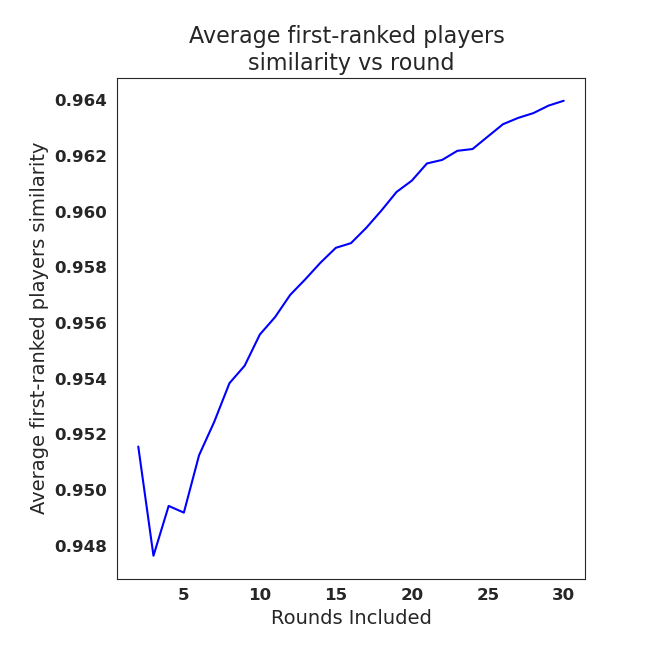 Average first-ranked players
similarity vs round
Average first-ranked players similarity
0.964
0.962
0.960
0.958
0.956
0.954
0.952
0.950
0.948
5 10 15 20 25 30
Rounds Included